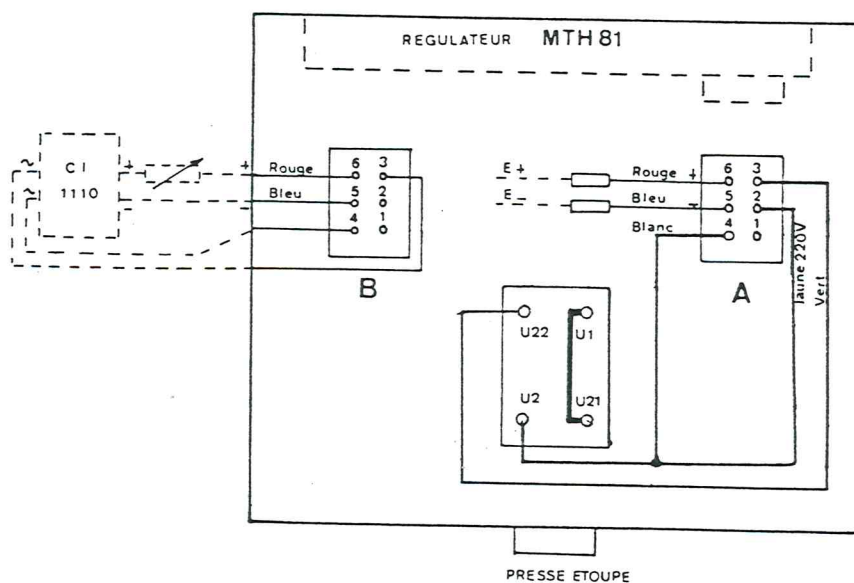 REGULATEUR MTH 81
CI
1110
~
~
+
-
+
-
Rouge
Bleu
6 3
5 2
4 1
B
E+
E-
Rouge
Bleu
Blanc
+
-
6 3
5 2
4 1
A
Jaune 220V
Vert
U22 U1
U2 U21
PRESSE ETOUPE